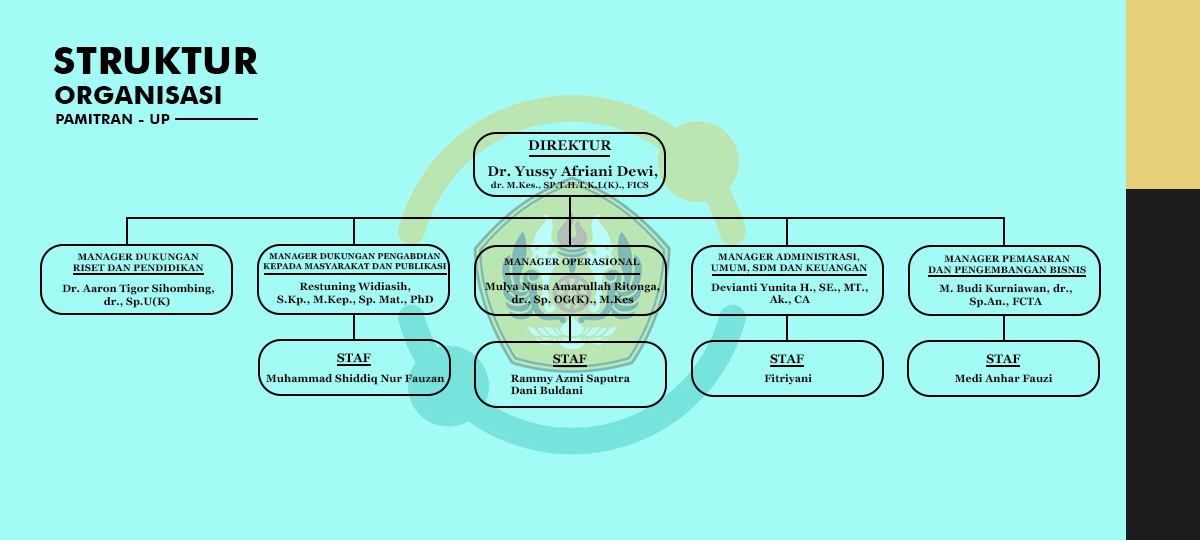 STRUKTUR
ORGANISASI
PAMITRAN - UP
DIREKTUR
Dr. Yussy Afriani Dewi,
dr. M.Kes., SP.T.H.T.K.L(K)., FICS
MANAGER DUKUNGAN
RISET DAN PENDIDIKAN
Dr. Aaron Tigor Sihombing,
dr., Sp.U(K)
MANAGER DUKUNGAN PENGABDIAN
KEPADA MASYARAKAT DAN PUBLIKASI
Restuning Widiasih,
S.Kp., M.Kep., Sp. Mat., PhD
MANAGER OPERASIONAL
Mulya Nusa Amarullah Ritonga,
dr., Sp. OG(K)., M.Kes
MANAGER ADMINISTRASI,
UMUM, SDM DAN KEUANGAN
Devianti Yunita H., SE., MT.,
Ak., CA
MANAGER PEMASARAN
DAN PENGEMBANGAN BISNIS
M. Budi Kurniawan, dr.,
Sp.An., FCTA
STAF
Muhammad Shiddiq Nur Fauzan
STAF
Rammy Azmi Saputra
Dani Buldani
STAF
Fitriyani
STAF
Medi Anhar Fauzi